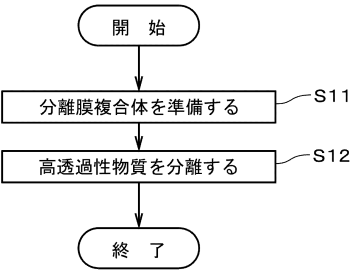 開 始
分離膜複合体を準備する
S11
高透過性物質を分離する
S12
終 了